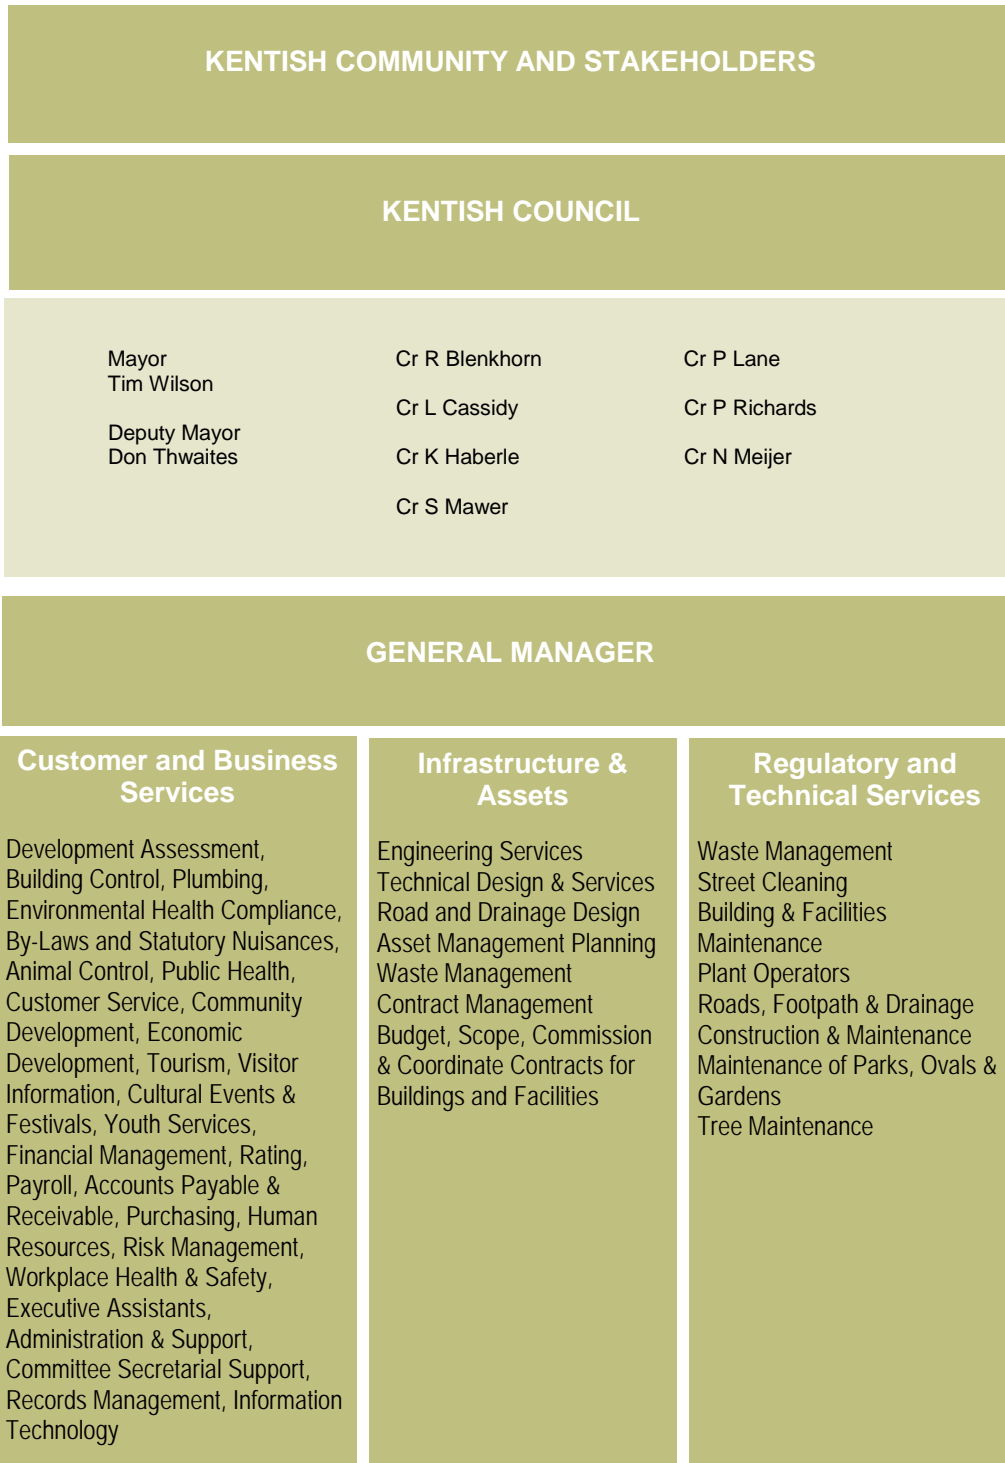 KENTISH COMMUNITY AND STAKEHOLDERS
KENTISH COUNCIL
Mayor
Tim Wilson
Deputy Mayor
Don Thwaites
Cr R Blenkhorn
Cr L Cassidy
Cr K Haberle
Cr S Mawer
Cr P Lane
Cr P Richards
Cr N Meijer
GENERAL MANAGER
Customer and Business
Services
Development Assessment,
Building Control, Plumbing,
Environmental Health Compliance,
By-Laws and Statutory Nuisances,
Animal Control, Public Health,
Customer Service, Community
Development, Economic
Development, Tourism, Visitor
Information, Cultural Events &
Festivals, Youth Services,
Financial Management, Rating,
Payroll, Accounts Payable &
Receivable, Purchasing, Human
Resources, Risk Management,
Workplace Health & Safety,
Executive Assistants,
Administration & Support,
Committee Secretarial Support,
Records Management, Information
Technology
Infrastructure &
Assets
Engineering Services
Technical Design & Services
Road and Drainage Design
Asset Management Planning
Waste Management
Contract Management
Budget, Scope, Commission
& Coordinate Contracts for
Buildings and Facilities
Regulatory and
Technical Services
Waste Management
Street Cleaning
Building & Facilities
Maintenance
Plant Operators
Roads, Footpath & Drainage
Construction & Maintenance
Maintenance of Parks, Ovals &
Gardens
Tree Maintenance